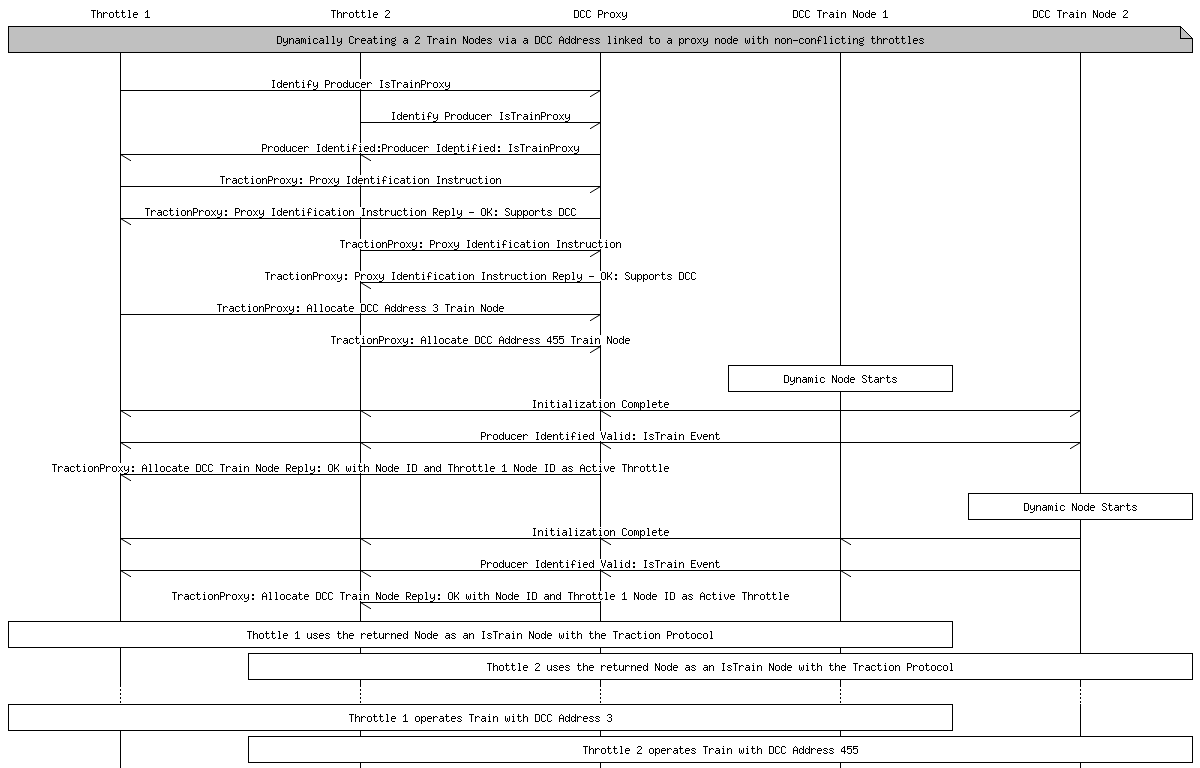 Throttle 1 Throttle 2 DCC Proxy DCC Train Node 1 DCC Train Node 2
Dynamically Creating a 2 Train Nodes via a DCC Address linked to a proxy node with non-conflicting throttles
Identify Producer IsTrainProxy
Identify Producer IsTrainProxy
Producer Identified:Producer Identified: IsTrainProxy
TractionProxy: Proxy Identification Instruction
TractionProxy: Proxy Identification Instruction Reply - OK: Supports DCC
TractionProxy: Proxy Identification Instruction
TractionProxy: Proxy Identification Instruction Reply - OK: Supports DCC
TractionProxy: Allocate DCC Address 3 Train Node
TractionProxy: Allocate DCC Address 455 Train Node
Dynamic Node Starts
Initialization Complete
Producer Identified Valid: IsTrain Event
TractionProxy: Allocate DCC Train Node Reply: OK with Node ID and Throttle 1 Node ID as Active Throttle
Dynamic Node Starts
Initialization Complete
Producer Identified Valid: IsTrain Event
TractionProxy: Allocate DCC Train Node Reply: OK with Node ID and Throttle 1 Node ID as Active Throttle
Thottle 1 uses the returned Node as an IsTrain Node with the Traction Protocol
Thottle 2 uses the returned Node as an IsTrain Node with the Traction Protocol
Throttle 1 operates Train with DCC Address 3
Throttle 2 operates Train with DCC Address 455